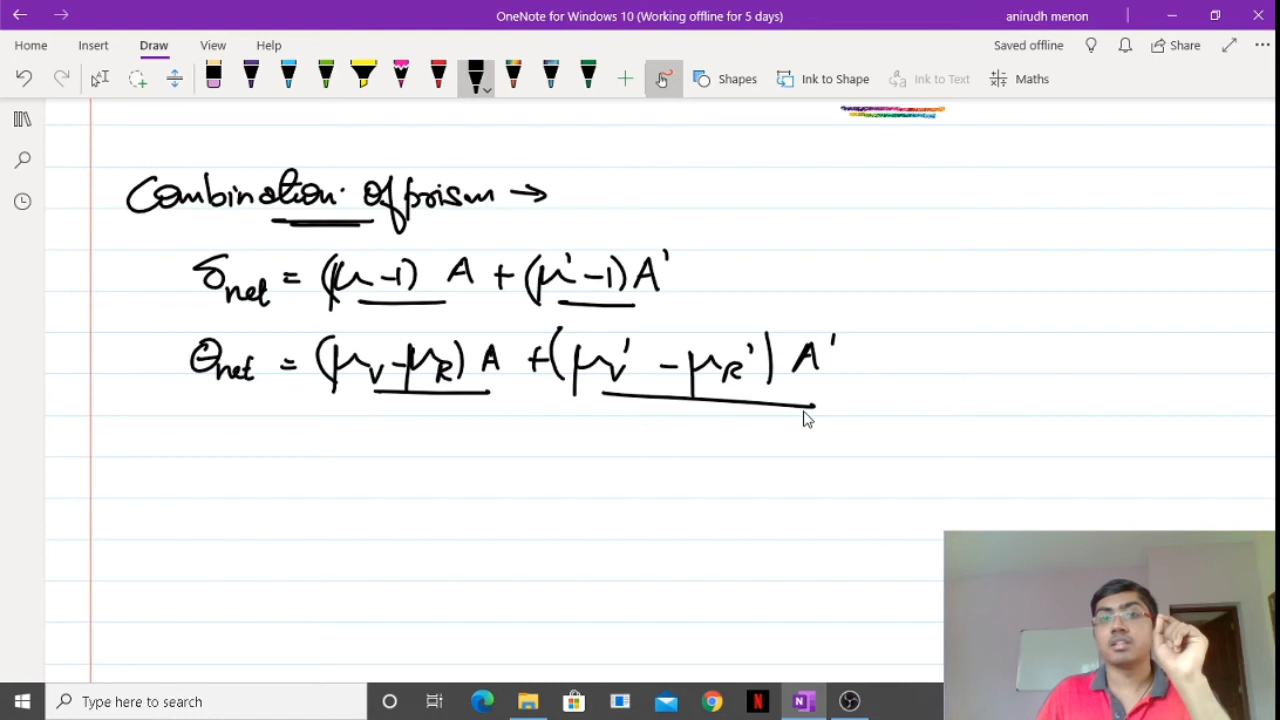 OneNote for Windows 10 (Working offline for 5 days)
anirudh menon
Home Insert Draw View Help
Saved offline Share
Shapes Ink to Shape Ink to Text Maths
Combination of prism →
δnet = (μ-1) A + (μ'-1)A'
θnet = (μV-μR) A + (μV' - μR') A'
Type here to search